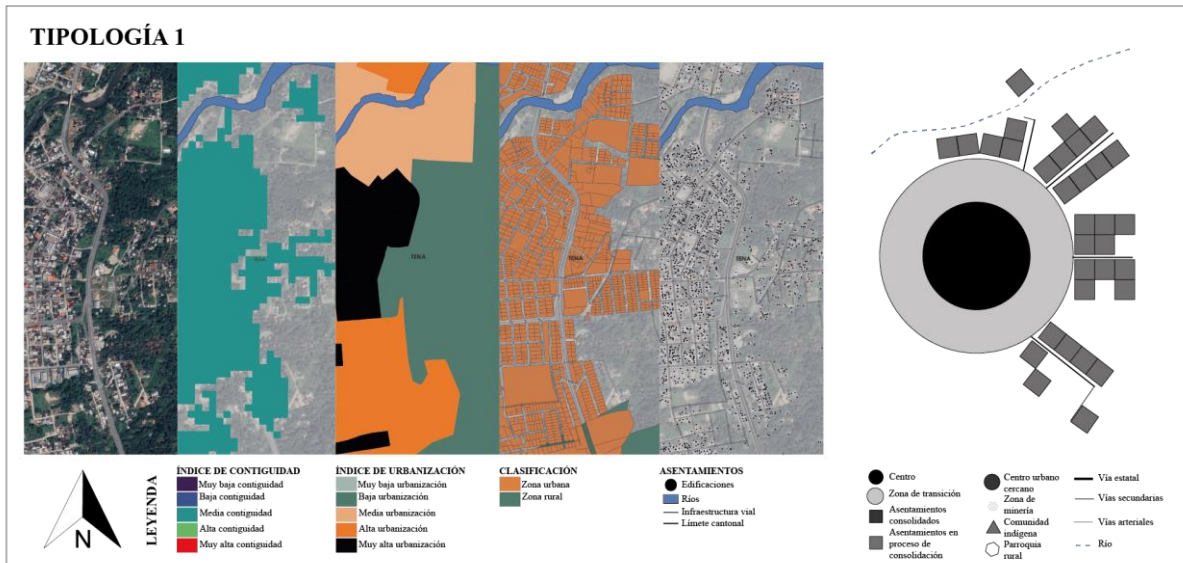 TIPOLOGÍA 1
TENA
TENA
LEYENDA
N
ÍNDICE DE CONTIGUIDAD
Muy baja contiguidad
Baja contiguidad
Media contiguidad
Alta contiguidad
Muy alta contiguidad
ÍNDICE DE URBANIZACIÓN
Muy baja urbanización
Baja urbanización
Media urbanización
Alta urbanización
Muy alta urbanización
CLASIFICACIÓN
Zona urbana
Zona rural
ASENTAMIENTOS
Edificaciones
Ríos
Infraestructura vial
Límete cantonal
Centro
Zona de transición
Asentamientos
consolidados
Asentamientos en
proceso de
consolidación
Centro urbano
cercano
Zona de
minería
Comunidad
indígena
Parroquia
rural
Vía estatal
Vías secundarias
Vías arteriales
Río